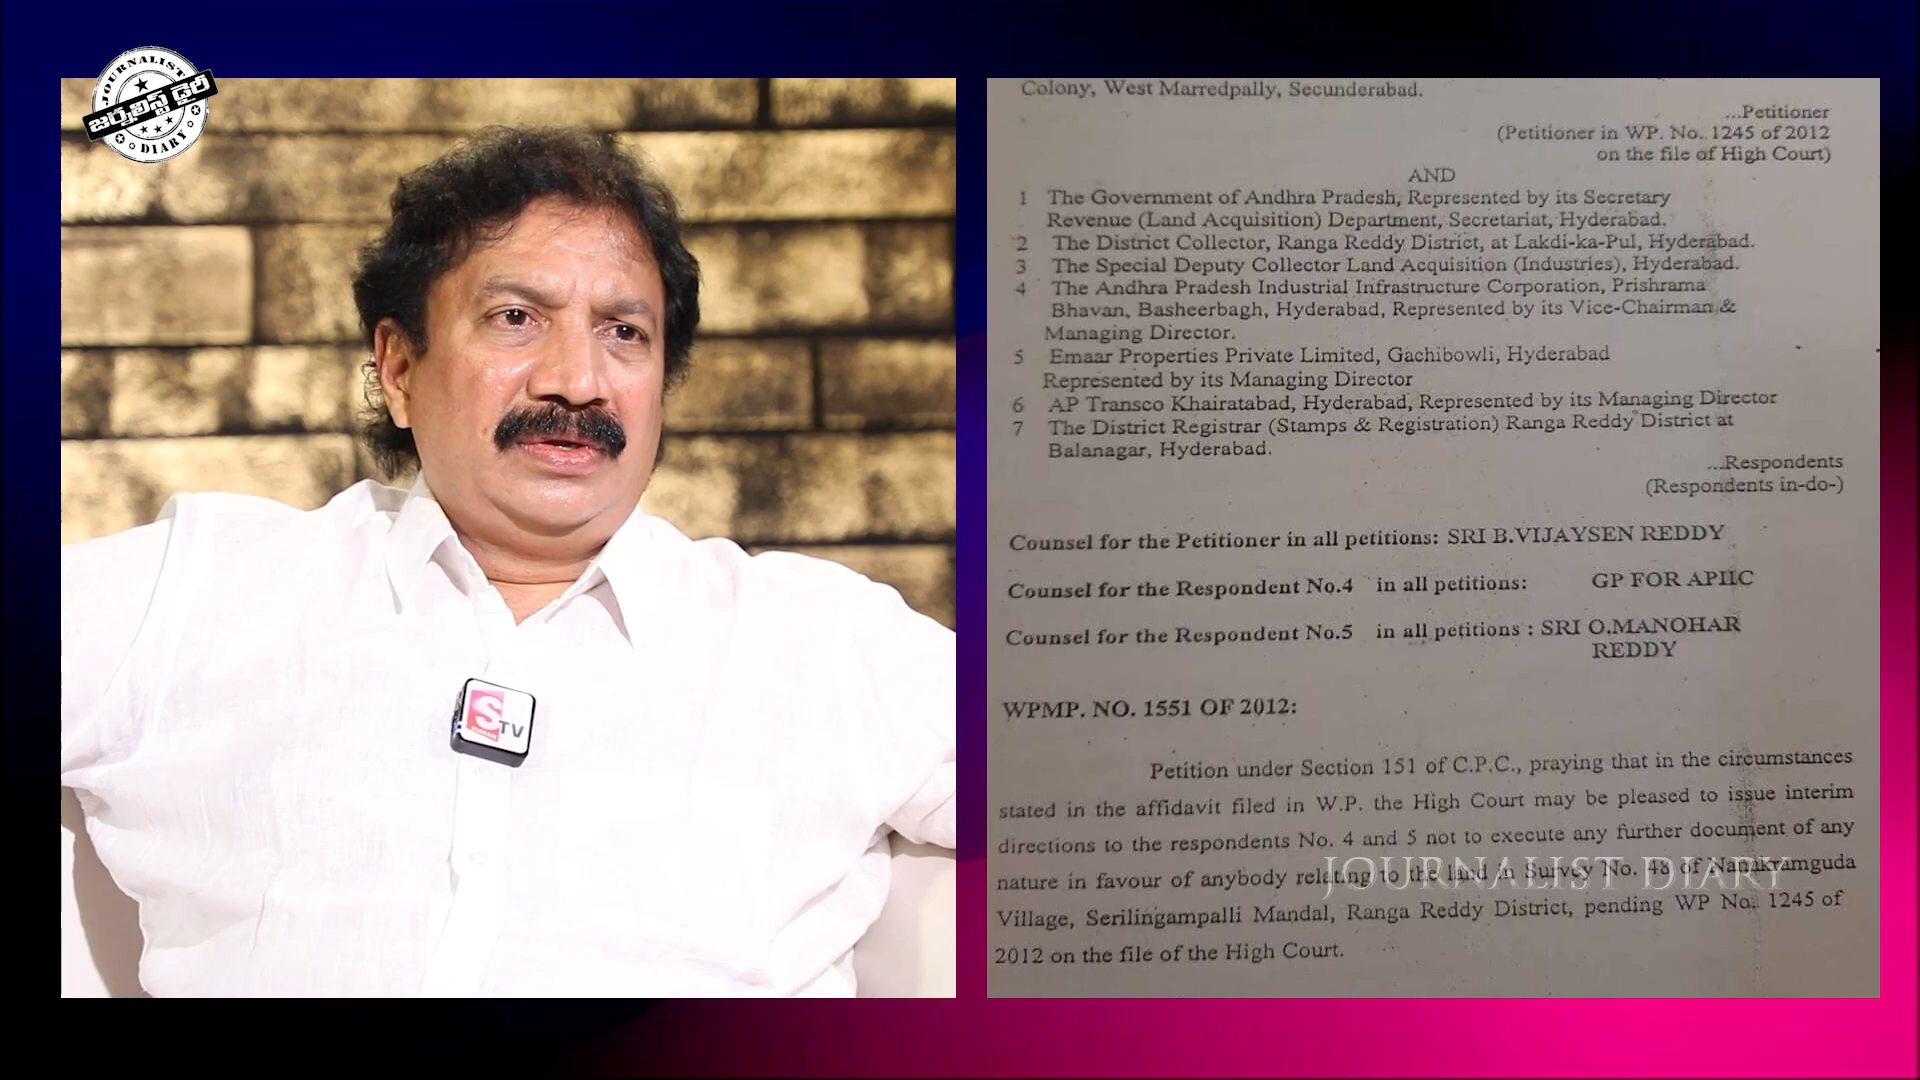 JOURNALIST
జర్నలిస్ట్ డైరీ
DIARY
S
TV
SUMAN
Colony, West Marredpally, Secunderabad.
...Petitioner
(Petitioner in WP. No. 1245 of 2012
on the file of High Court)
AND
1 The Government of Andhra Pradesh, Represented by its Secretary
Revenue (Land Acquisition) Department, Secretariat, Hyderabad.
2 The District Collector, Ranga Reddy District, at Lakdi-ka-Pul, Hyderabad.
3 The Special Deputy Collector Land Acquisition (Industries), Hyderabad.
4 The Andhra Pradesh Industrial Infrastructure Corporation, Prishrama
Bhavan, Basheerbagh, Hyderabad, Represented by its Vice-Chairman &
Managing Director.
5 Emaar Properties Private Limited, Gachibowli, Hyderabad
Represented by its Managing Director
6 AP Transco Khairatabad, Hyderabad, Represented by its Managing Director
7 The District Registrar (Stamps & Registration) Ranga Reddy District at
Balanagar, Hyderabad.
...Respondents
(Respondents in-do-)
Counsel for the Petitioner in all petitions: SRI B.VIJAYSEN REDDY
Counsel for the Respondent No.4 in all petitions: GP FOR APIIC
Counsel for the Respondent No.5 in all petitions : SRI O.MANOHAR
REDDY
WPMP. NO. 1551 OF 2012:
Petition under Section 151 of C.P.C., praying that in the circumstances
stated in the affidavit filed in W.P. the High Court may be pleased to issue interim
directions to the respondents No. 4 and 5 not to execute any further document of any
nature in favour of anybody relating to the land in Survey No. 48 of Nanakramguda
JOURNALIST DIARY
Village, Serilingampalli Mandal, Ranga Reddy District, pending WP No.. 1245 of
2012 on the file of the High Court.